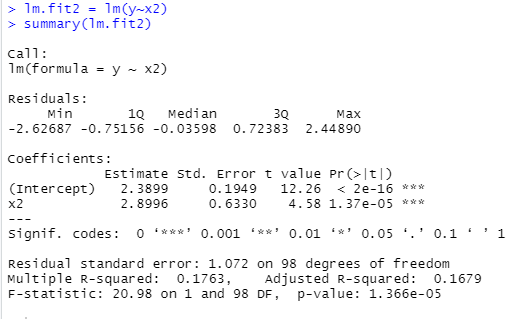 > lm.fit2 = lm(y~x2)
> summary(lm.fit2)
Call:
lm(formula = y ~ x2)
Residuals:
Min 1Q Median 3Q Max
-2.62687 -0.75156 -0.03598 0.72383 2.44890
Coefficients:
Estimate Std. Error t value Pr(>|t|)
(Intercept) 2.3899 0.1949 12.26 < 2e-16 ***
x2 2.8996 0.6330 4.58 1.37e-05 ***
---
Signif. codes: 0 ‘***’ 0.001 ‘**’ 0.01 ‘*’ 0.05 ‘.’ 0.1 ‘ ’ 1
Residual standard error: 1.072 on 98 degrees of freedom
Multiple R-squared: 0.1763, Adjusted R-squared: 0.1679
F-statistic: 20.98 on 1 and 98 DF, p-value: 1.366e-05